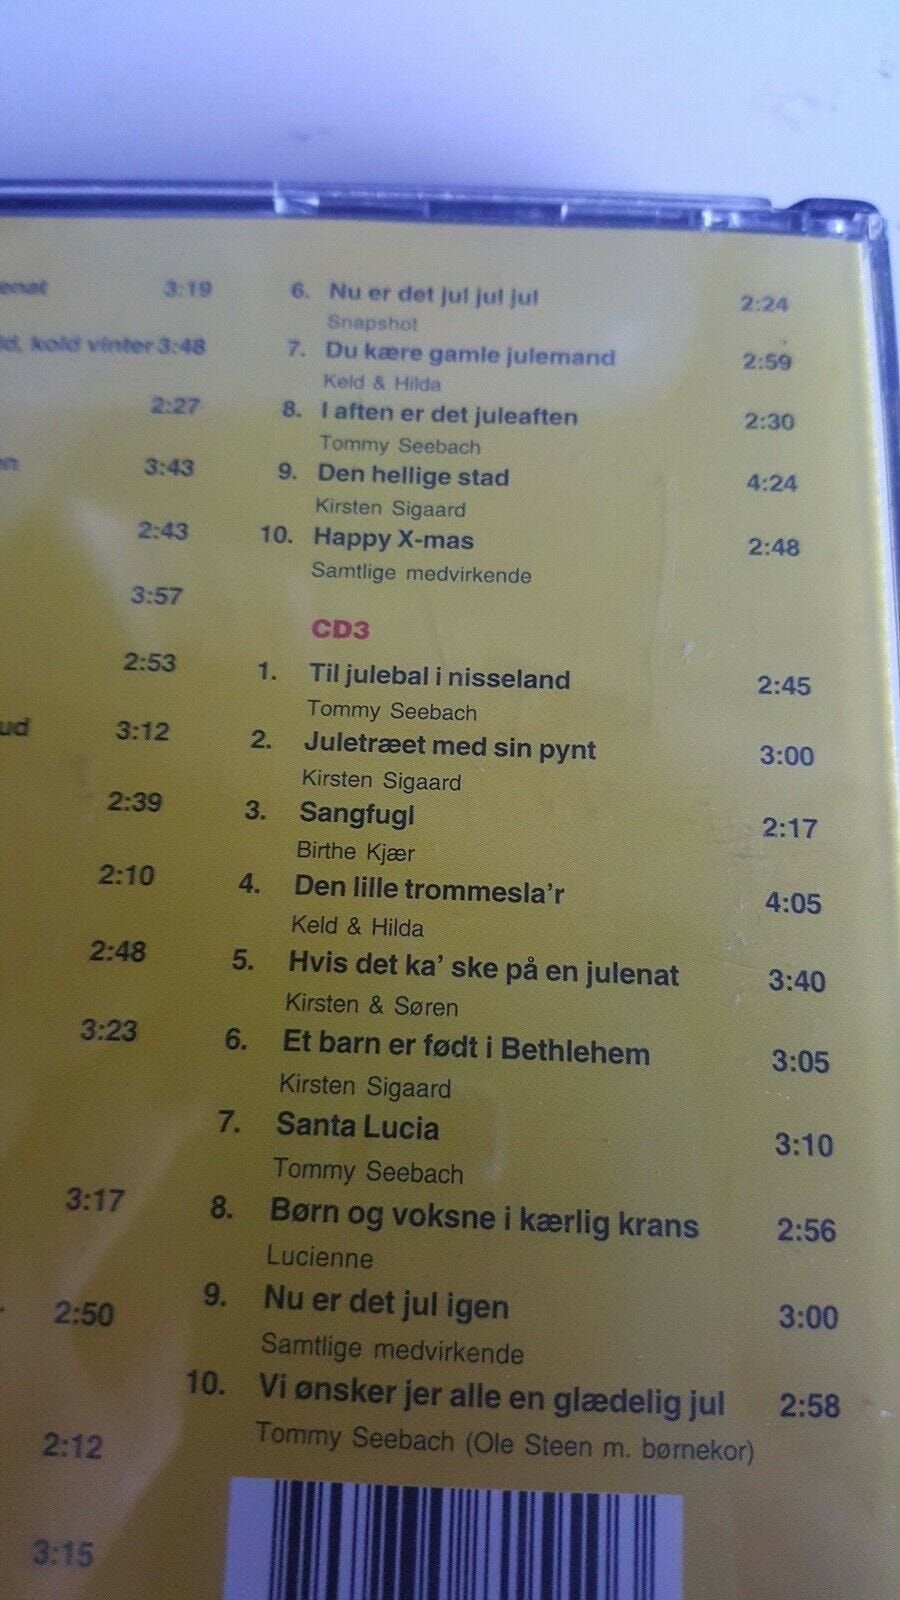 enat 3:19
ld, kold vinter 3:48
2:27
en 3:43
2:43
3:57
2:53
ud 3:12
2:39
2:10
2:48
3:23
3:17
2:50
2:12
3:15
6. Nu er det jul jul jul 2:24
Snapshot
7. Du kære gamle julemand 2:59
Keld & Hilda
8. I aften er det juleaften 2:30
Tommy Seebach
9. Den hellige stad 4:24
Kirsten Sigaard
10. Happy X-mas 2:48
Samtlige medvirkende
CD3
1. Til julebal i nisseland 2:45
Tommy Seebach
2. Juletræet med sin pynt 3:00
Kirsten Sigaard
3. Sangfugl 2:17
Birthe Kjær
4. Den lille trommesla'r 4:05
Keld & Hilda
5. Hvis det ka' ske på en julenat 3:40
Kirsten & Søren
6. Et barn er født i Bethlehem 3:05
Kirsten Sigaard
7. Santa Lucia 3:10
Tommy Seebach
8. Børn og voksne i kærlig krans 2:56
Lucienne
9. Nu er det jul igen 3:00
Samtlige medvirkende
10. Vi ønsker jer alle en glædelig jul 2:58
Tommy Seebach (Ole Steen m. børnekor)